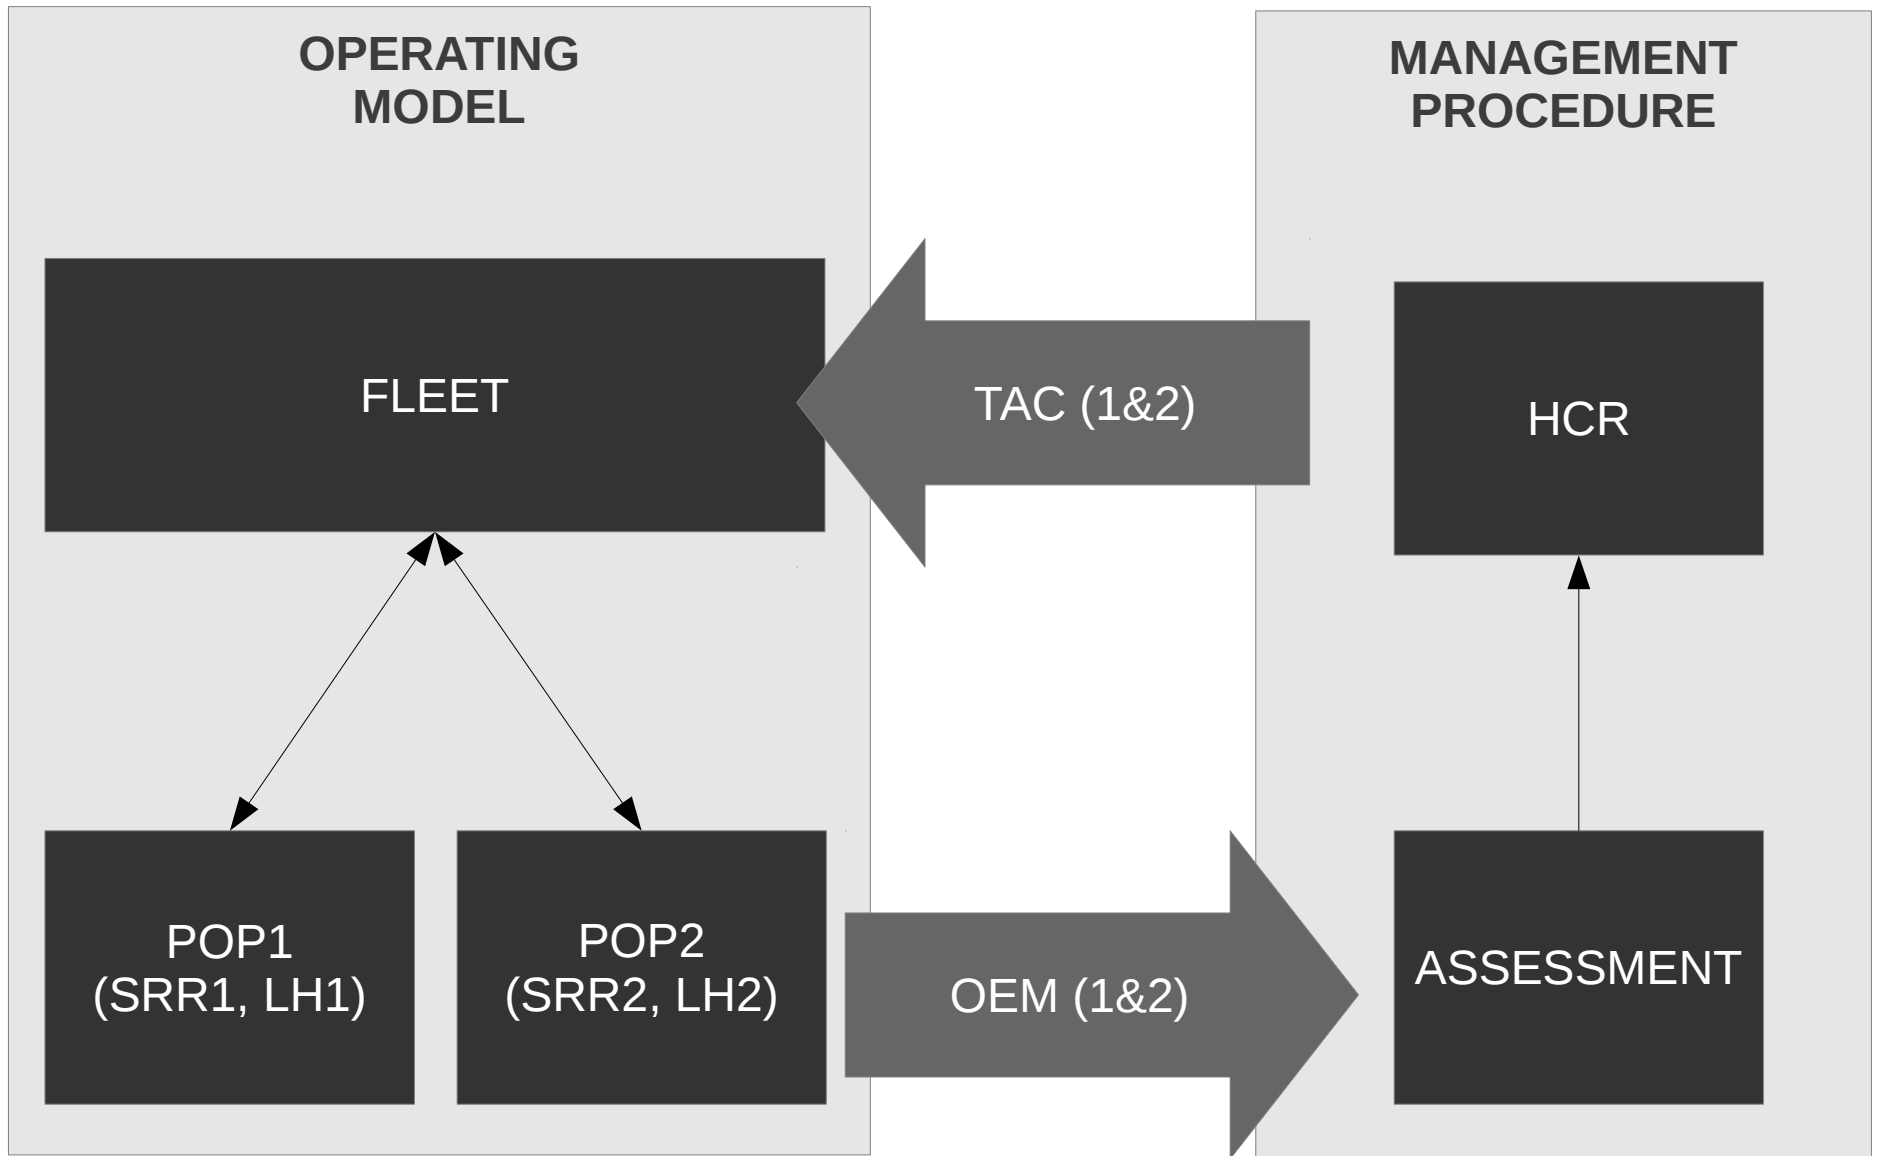 OPERATING
MODEL
FLEET
POP1
(SRR1, LH1)
POP2
(SRR2, LH2)
TAC (1&2)
OEM (1&2)
MANAGEMENT
PROCEDURE
HCR
ASSESSMENT